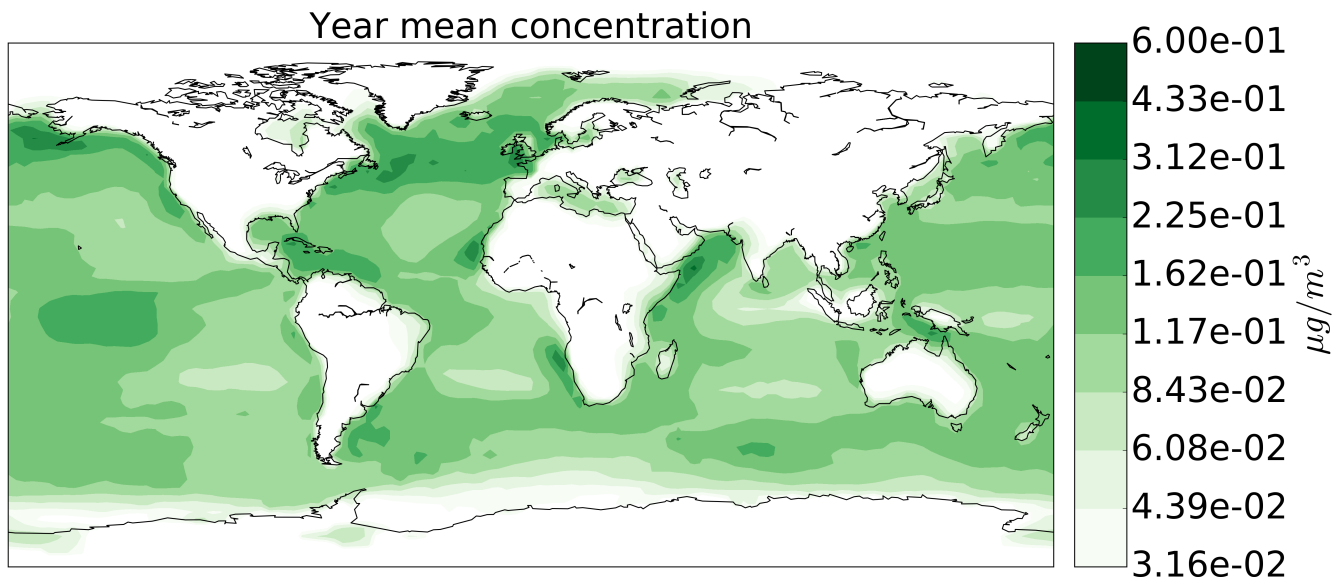 Year mean concentration
6.00e-01
4.33e-01
3.12e-01
2.25e-01
1.62e-01
1.17e-01
8.43e-02
6.08e-02
4.39e-02
3.16e-02
μg/m³